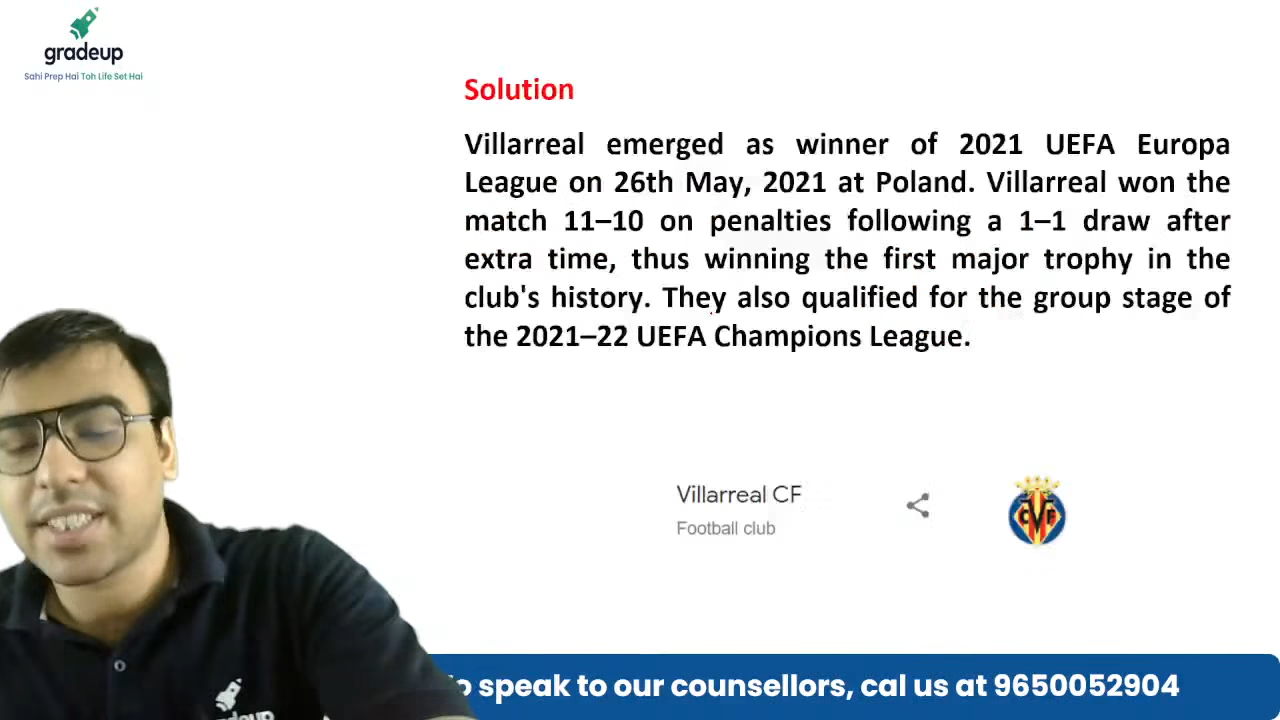 gradeup
Sahi Prep Hai Toh Life Set Hai
Solution
Villarreal emerged as winner of 2021 UEFA Europa
League on 26th May, 2021 at Poland. Villarreal won the
match 11–10 on penalties following a 1–1 draw after
extra time, thus winning the first major trophy in the
club's history. They also qualified for the group stage of
the 2021–22 UEFA Champions League.
Villarreal CF
Football club
CVF
speak to our counsellors, cal us at 9650052904